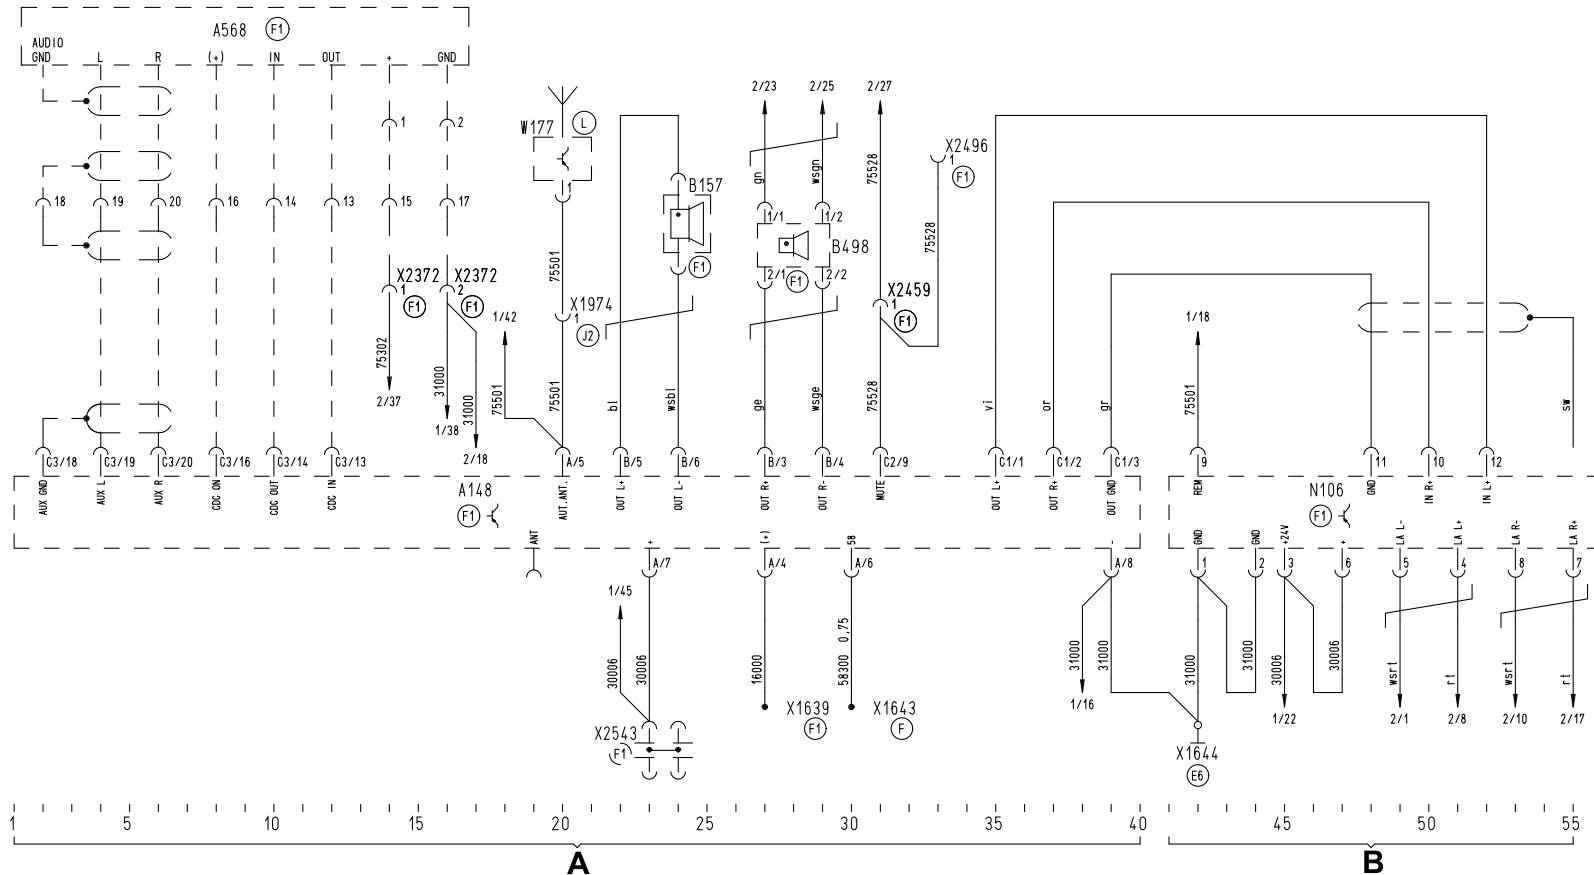 A568 F1
AUDIO
GND L R (+) IN OUT + GND
2/23 2/25 2/27
1 2 W177 L X2496
1 F1
gn wsgn 75528
1 B157
18 19 20 16 14 13 15 17
1/1 1/2
75528
B498
F1 2/1 F1 2/2
75501
X2372 X2372
1 2
F1 F1
X1974
1
J2
X2459
1
F1
1/42 1/18
75302 31000 31000 75501 75501 bl wsbl ge wsge 75528 vi or gr 75501 sw
2/37
1/38
2/18
C3/18 C3/19 C3/20 C3/16 C3/14 C3/13 A/5 B/5 B/6 B/3 B/4 C2/9 C1/1 C1/2 C1/3 9 11 10 12
AUX GND AUX L AUX R CDC ON CDC OUT CDC IN AUT.ANT. OUT L+ OUT L- OUT R+ OUT R- MUTE OUT L+ OUT R+ OUT GND REM GND IN R+ IN L+
A148 N106
F1 F1
ANT + (+) 58 - GND GND +24V + LA L- LA L+ LA R- LA R+
A/7 A/4 A/6 A/8 1 2 3 6 5 4 8 7
1/45
30006 30006 16000 58300 0,75 31000 31000 31000 31000 30006 30006 wsrt rt wsrt rt
1/16 1/22 2/1 2/8 2/10 2/17
X1639 X1643
F1 F
X2543
F1
X1644
E6
1 5 10 15 20 25 30 35 40 45 50 55
A B